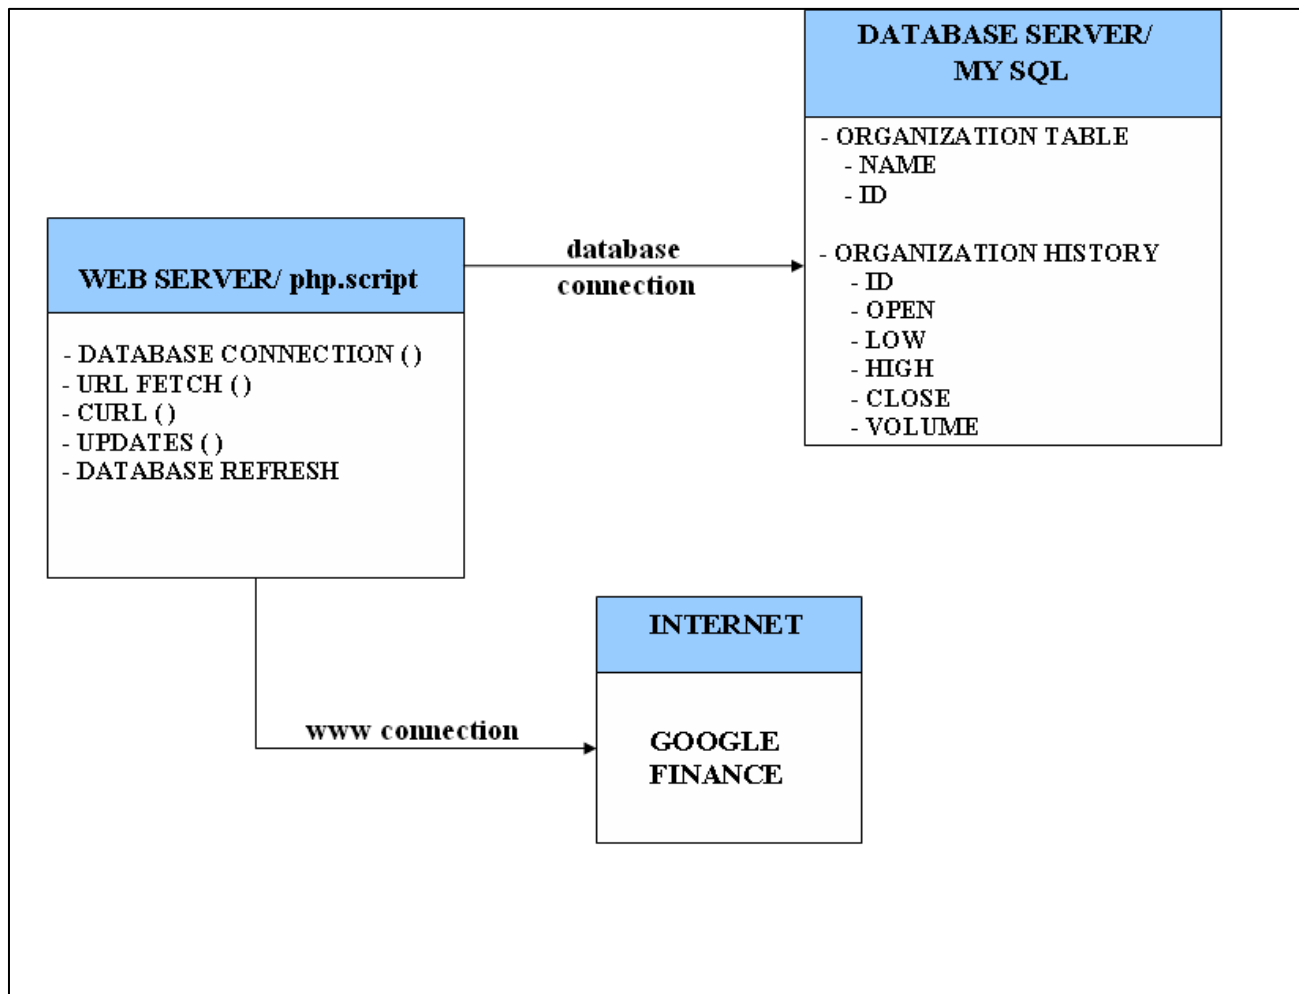 DATABASE SERVER/
MY SQL
- ORGANIZATION TABLE
- NAME
- ID
- ORGANIZATION HISTORY
- ID
- OPEN
- LOW
- HIGH
- CLOSE
- VOLUME
database
connection
WEB SERVER/ php.script
- DATABASE CONNECTION ( )
- URL FETCH ( )
- CURL ( )
- UPDATES ( )
- DATABASE REFRESH
www connection
INTERNET
GOOGLE
FINANCE